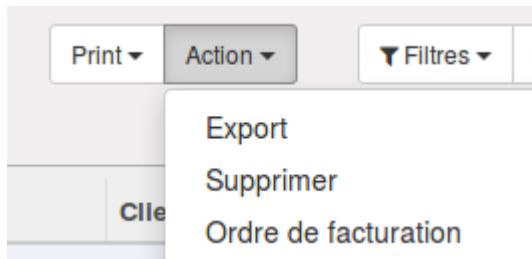 Print Action Filtres
Export
Supprimer
Clie
Ordre de facturation